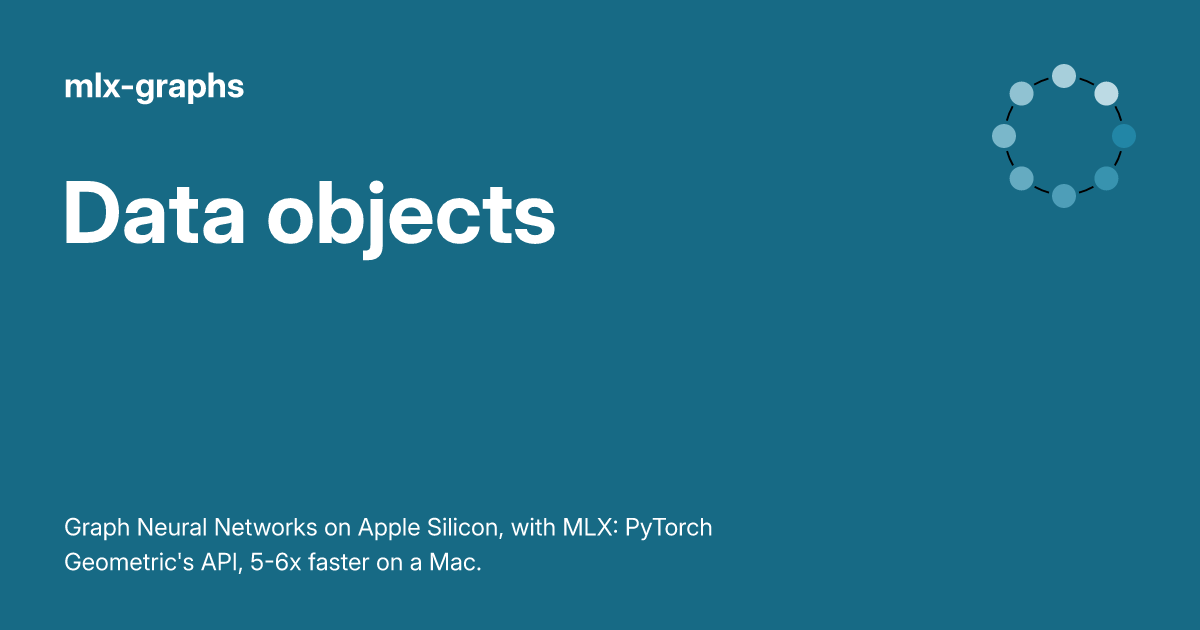 mlx-graphs
Data objects
Graph Neural Networks on Apple Silicon, with MLX: PyTorch
Geometric's API, 5-6x faster on a Mac.